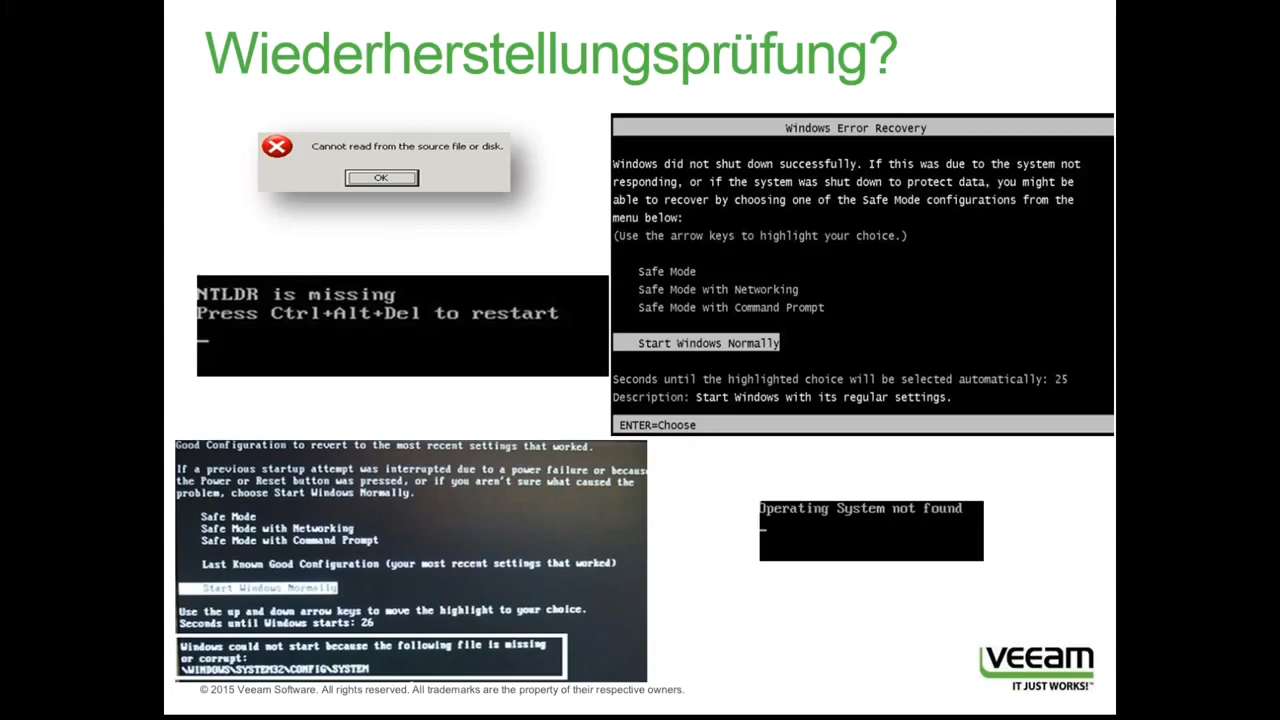 Wiederherstellungsprüfung?
Cannot read from the source file or disk.
OK
Windows Error Recovery
Windows did not shut down successfully. If this was due to the system not
responding, or if the system was shut down to protect data, you might be
able to recover by choosing one of the Safe Mode configurations from the
menu below:
(Use the arrow keys to highlight your choice.)
Safe Mode
Safe Mode with Networking
Safe Mode with Command Prompt
Start Windows Normally
Seconds until the highlighted choice will be selected automatically: 25
Description: Start Windows with its regular settings.
ENTER=Choose
NTLDR is missing
Press Ctrl+Alt+Del to restart
Good Configuration to revert to the most recent settings that worked.
If a previous startup attempt was interrupted due to a power failure or becaus
the Power or Reset button was pressed, or if you aren't sure what caused the
problem, choose Start Windows Normally.
Safe Mode
Safe Mode with Networking
Safe Mode with Command Prompt
Last Known Good Configuration (your most recent settings that worked)
Start Windows Normally
Use the up and down arrow keys to move the highlight to your choice.
Seconds until Windows starts: 26
Windows could not start because the following file is missing
or corrupt:
\WINDOWS\SYSTEM32\CONFIG\SYSTEM
Operating System not found
VEEAM
IT JUST WORKS!™
© 2015 Veeam Software. All rights reserved. All trademarks are the property of their respective owners.